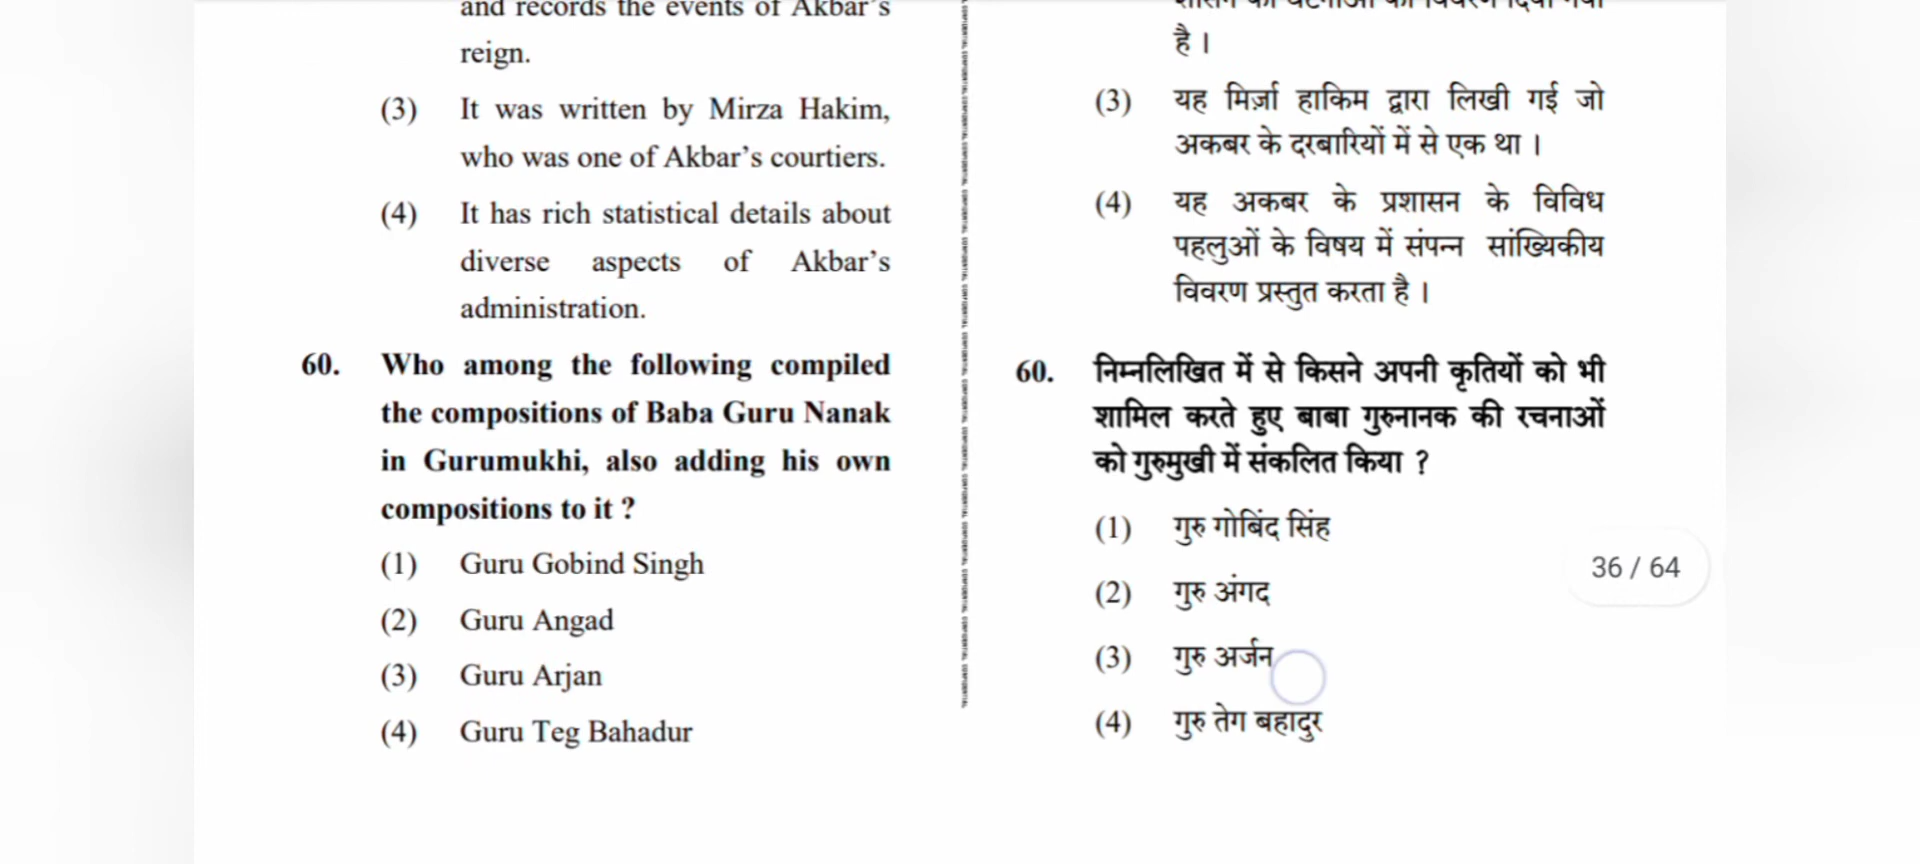 and records the events of Akbar's
reign.
(3) It was written by Mirza Hakim,
who was one of Akbar's courtiers.
(4) It has rich statistical details about
diverse aspects of Akbar's
administration.
60. Who among the following compiled
the compositions of Baba Guru Nanak
in Gurumukhi, also adding his own
compositions to it ?
(1) Guru Gobind Singh
(2) Guru Angad
(3) Guru Arjan
(4) Guru Teg Bahadur
है ।
(3) यह मिर्ज़ा हाकिम द्वारा लिखी गई जो
अकबर के दरबारियों में से एक था ।
(4) यह अकबर के प्रशासन के विविध
पहलुओं के विषय में संपन्न सांख्यिकीय
विवरण प्रस्तुत करता है ।
60. निम्नलिखित में से किसने अपनी कृतियों को भी
शामिल करते हुए बाबा गुरुनानक की रचनाओं
को गुरुमुखी में संकलित किया ?
(1) गुरु गोबिंद सिंह
(2) गुरु अंगद
(3) गुरु अर्जन
(4) गुरु तेग बहादुर
36 / 64